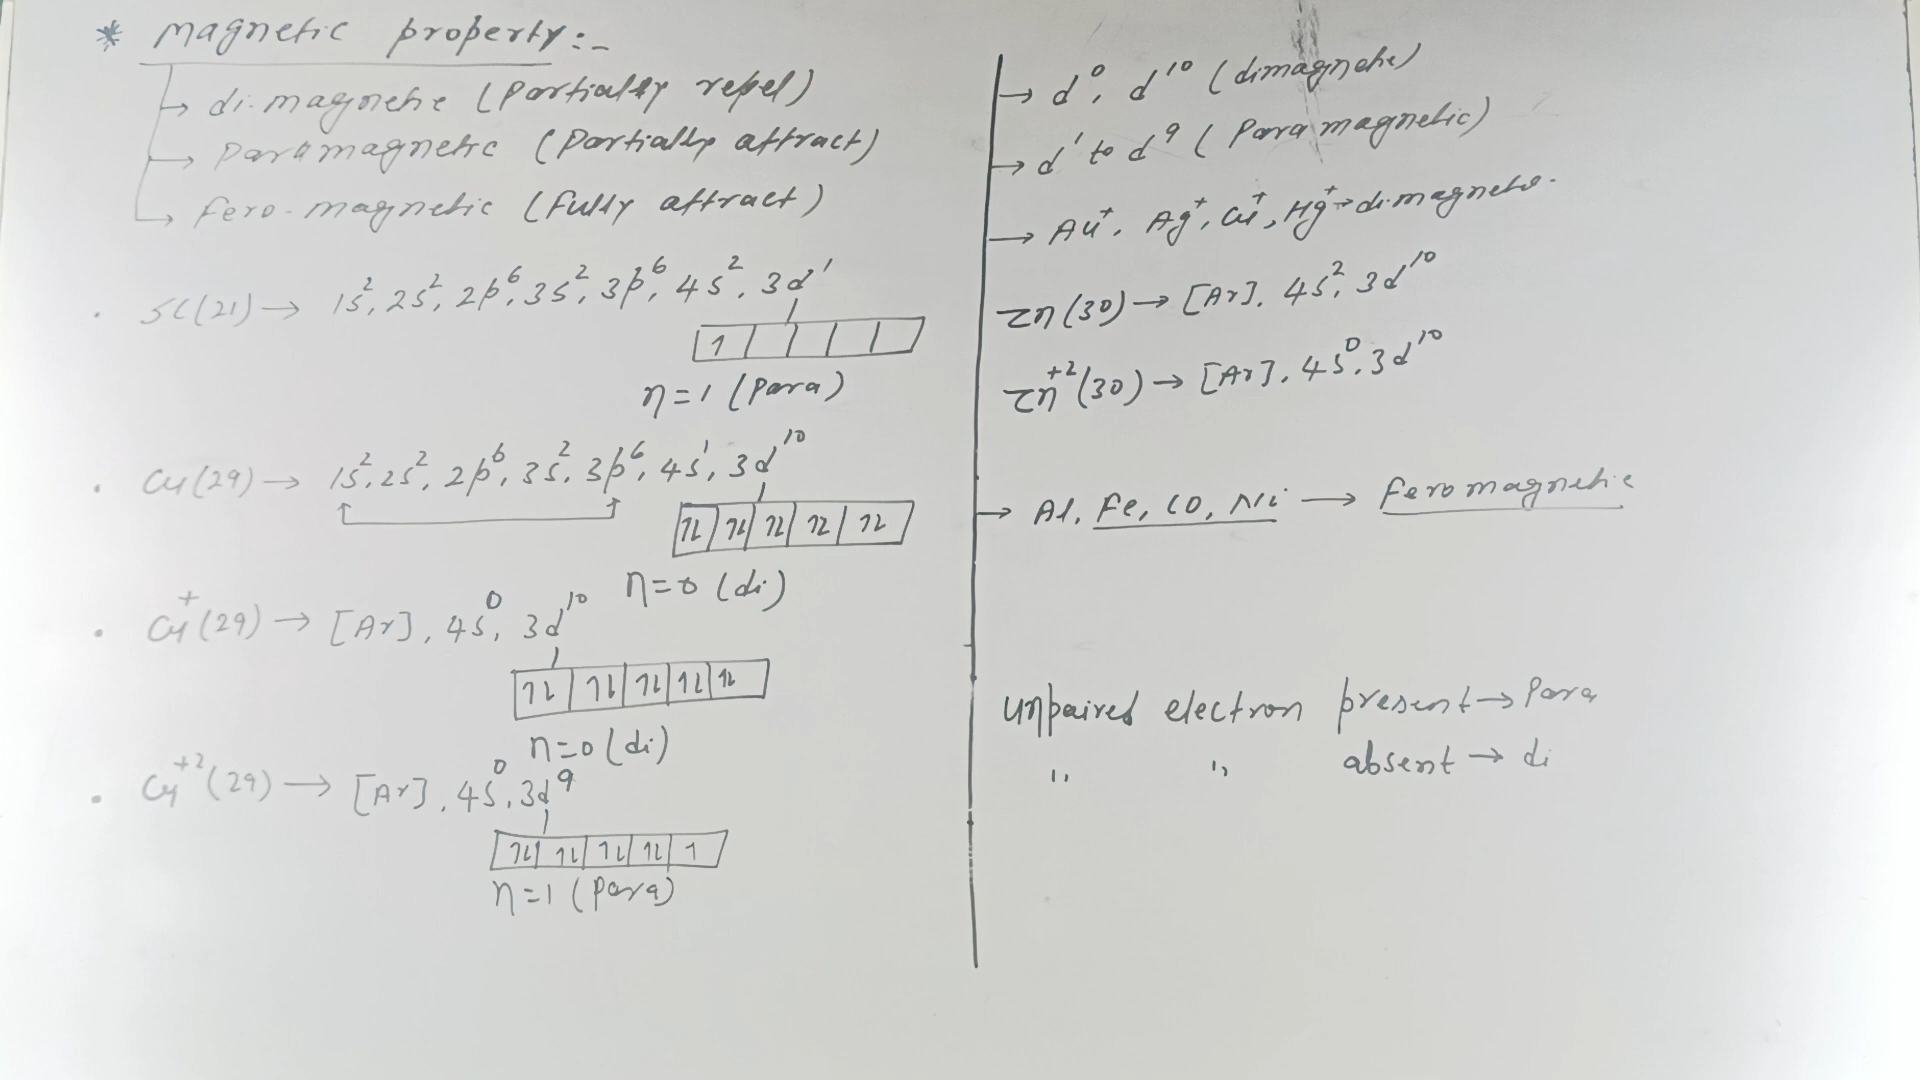 * magnetic property:-
→ di-magnetic (Partially repel)
→ paramagnetic (Partially attract)
→ fero-magnetic (fully attract)
• Sc(21) → 1s², 2s², 2p⁶, 3s², 3p⁶, 4s², 3d¹
1
n=1 (para)
• Cu(29) → 1s², 2s², 2p⁶, 3s², 3p⁶, 4s¹, 3d¹⁰
1l 1l 1l 1l 1l
n=0 (di)
• Cu⁺(29) → [Ar], 4s⁰, 3d¹⁰
1l 1l 1l 1l 1l
n=0 (di)
• Cu⁺²(29) → [Ar], 4s⁰, 3d⁹
1l 1l 1l 1l 1
n=1 (para)
→ d⁰, d¹⁰ (dimagnetic)
→ d¹ to d⁹ (Paramagnetic)
→ Au⁺, Ag⁺, Cu⁺, Hg⁺ → dimagnetic.
Zn(30) → [Ar], 4s², 3d¹⁰
Zn⁺²(30) → [Ar], 4s⁰, 3d¹⁰
→ Al, Fe, CO, Ni → feromagnetic
unpaired electron present → Para
" " absent → di